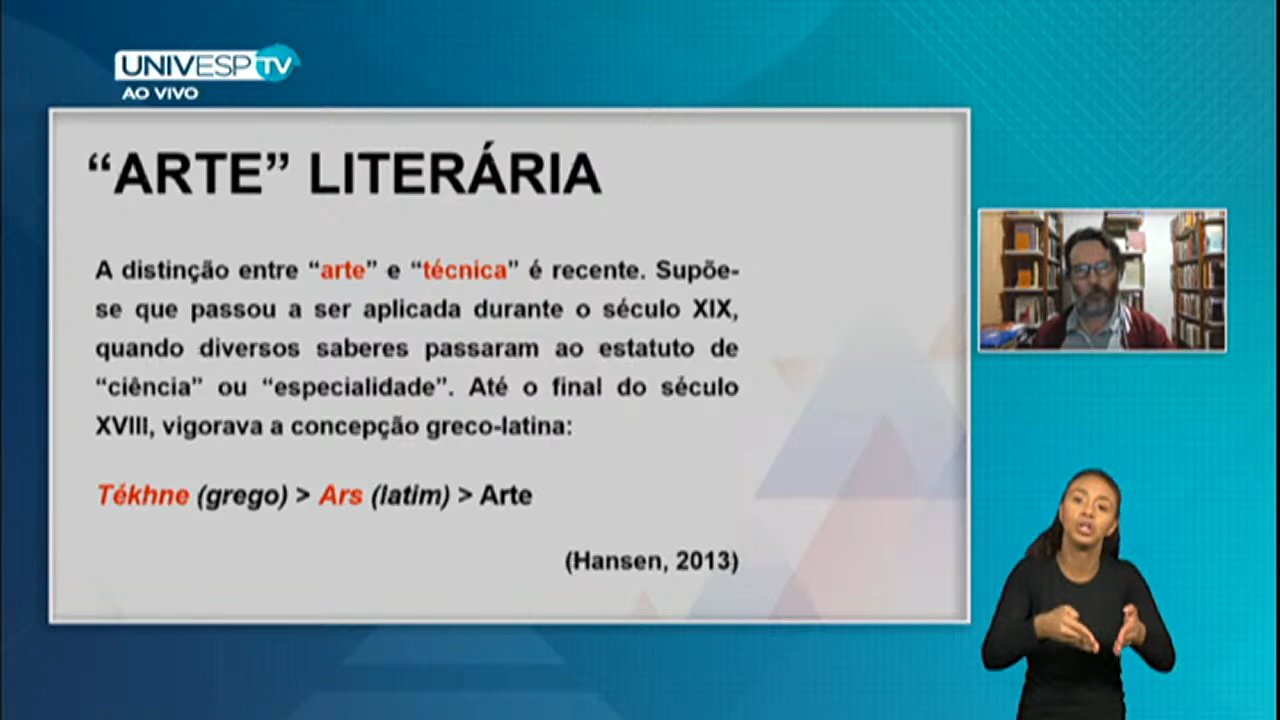 UNIVESP TV
AO VIVO
“ARTE” LITERÁRIA
A distinção entre “arte” e “técnica” é recente. Supõe-
se que passou a ser aplicada durante o século XIX,
quando diversos saberes passaram ao estatuto de
“ciência” ou “especialidade”. Até o final do século
XVIII, vigorava a concepção greco-latina:
Tékhne (grego) > Ars (latim) > Arte
(Hansen, 2013)